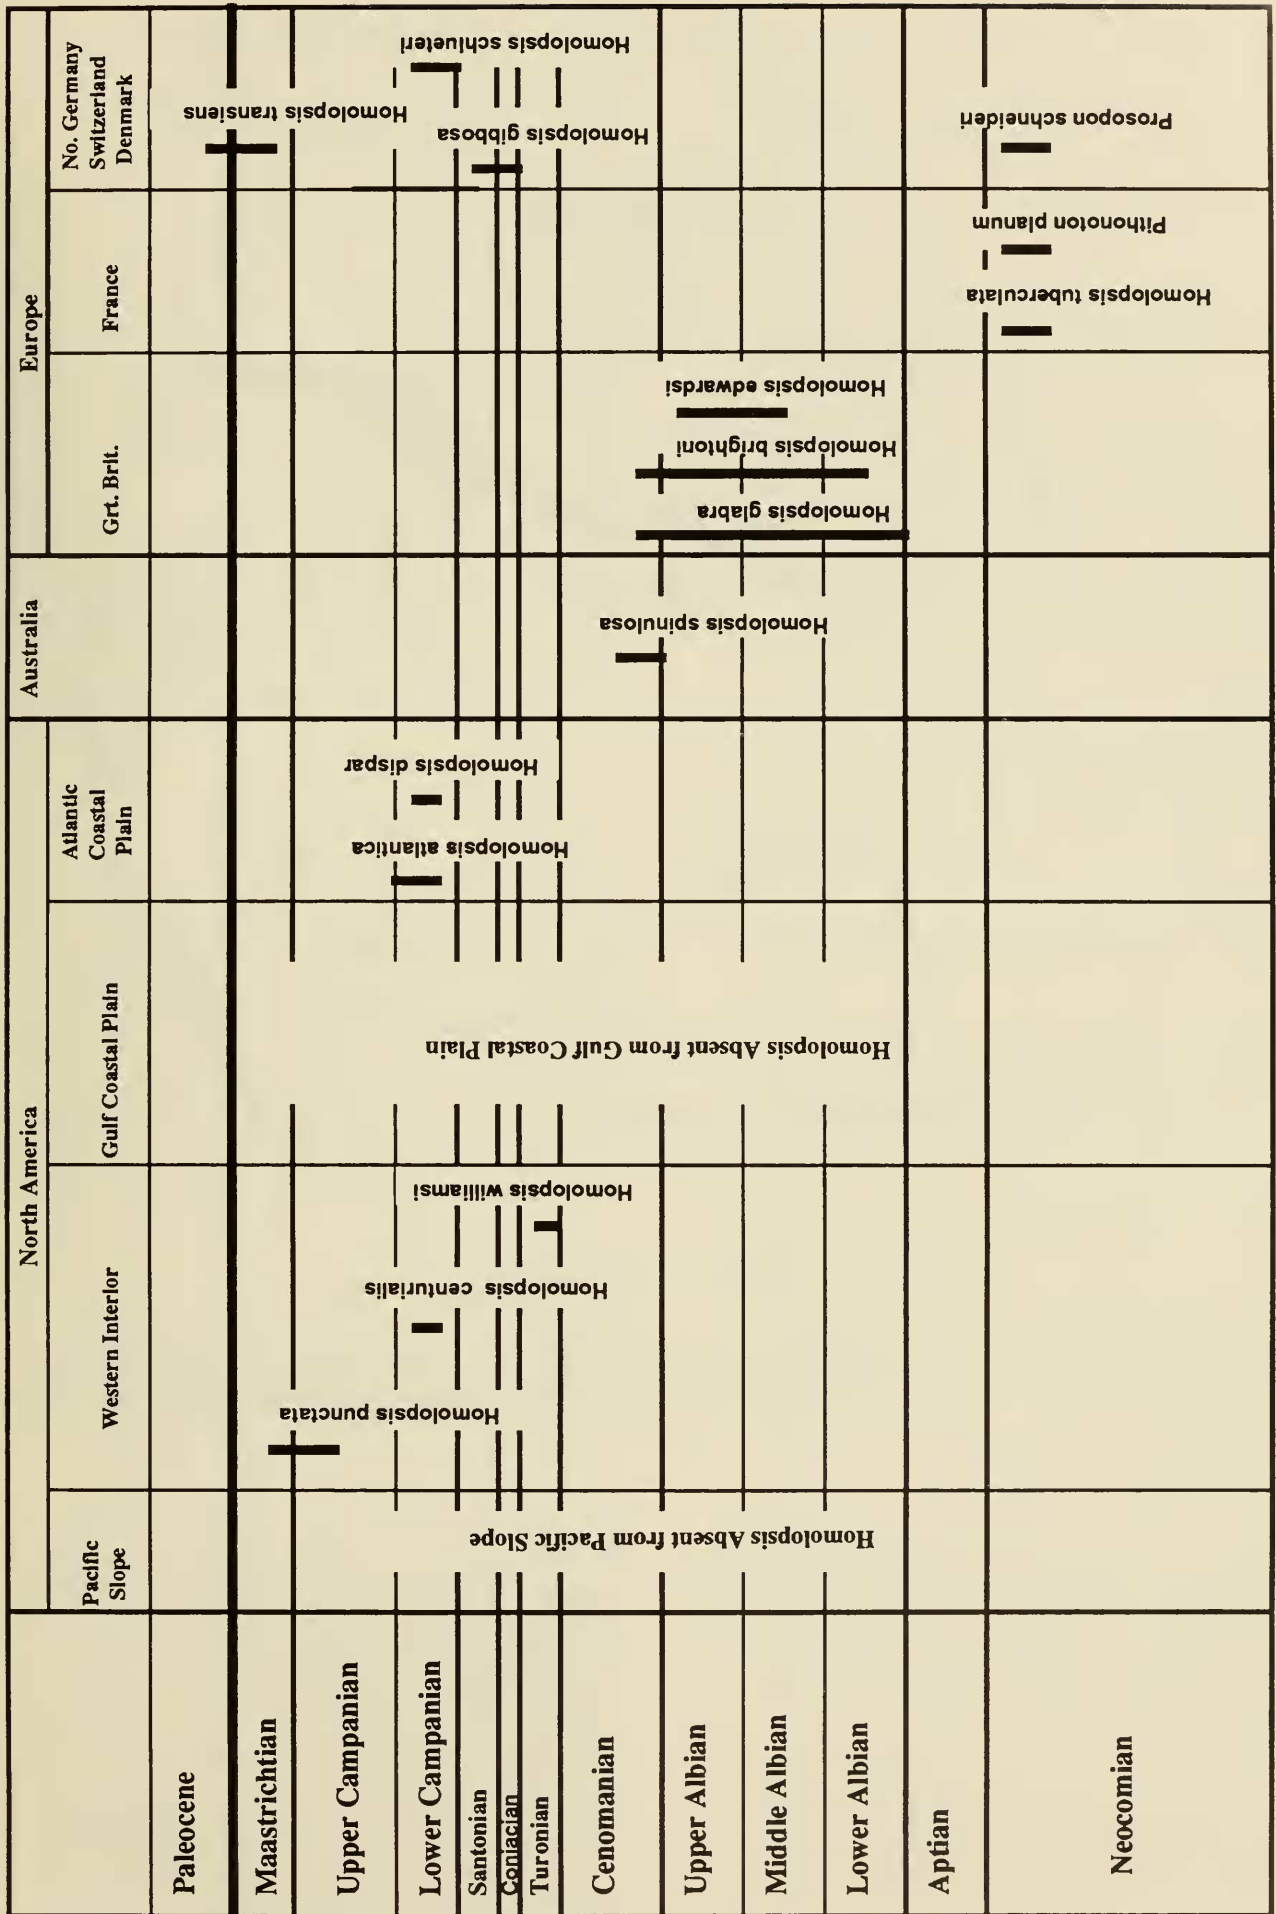 North America
Australia
Europe
Pacific
Slope
Western Interior
Gulf Coastal Plain
Atlantic
Coastal
Plain
Grt. Brit.
France
No. Germany
Switzerland
Denmark
Paleocene
Maastrichtian
Upper Campanian
Lower Campanian
Santonian
Coniacian
Turonian
Cenomanian
Upper Albian
Middle Albian
Lower Albian
Aptian
Neocomian
Homolopsis Absent from Pacific Slope
Homolopsis punctata
Homolopsis centurialis
Homolopsis williamsi
Homolopsis Absent from Gulf Coastal Plain
Homolopsis atlantica
Homolopsis dispar
Homolopsis spinulosa
Homolopsis glabra
Homolopsis brightoni
Homolopsis edwardsi
Homolopsis tuberculata
Pithonoton planum
Homolopsis transiens
Homolopsis gibbosa
Homolopsis schlueteri
Prosopon schneideri